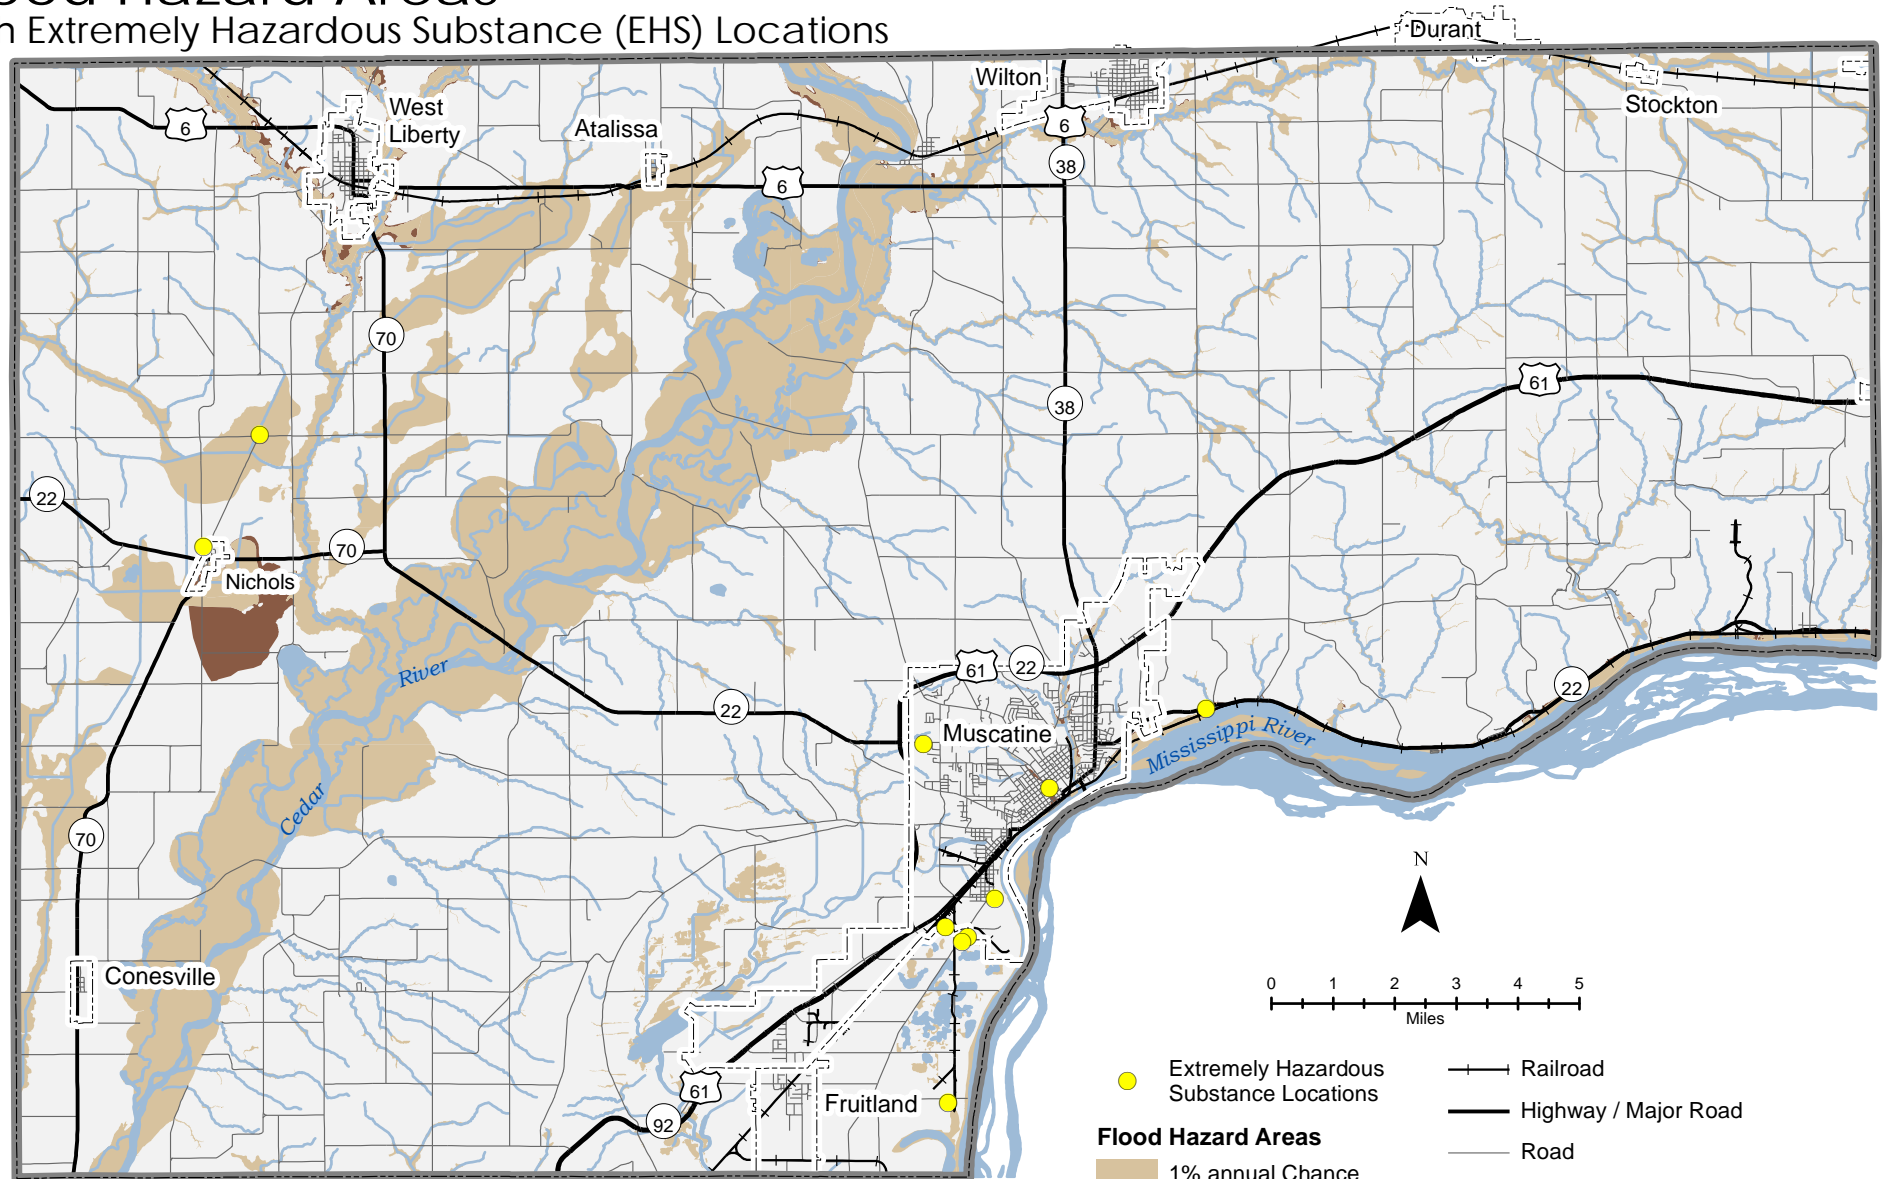 n Extremely Hazardous Substance (EHS) Locations
Durant
Wilton
Stockton
West
Liberty
Atalissa
6
6
6
38
70
38
61
22
70
Nichols
River
61
22
22
22
Muscatine
Mississippi River
Cedar
70
Conesville
N
0 1 2 3 4 5
Miles
61
92
Fruitland
Extremely Hazardous
Substance Locations
Flood Hazard Areas
1% annual Chance
Railroad
Highway / Major Road
Road